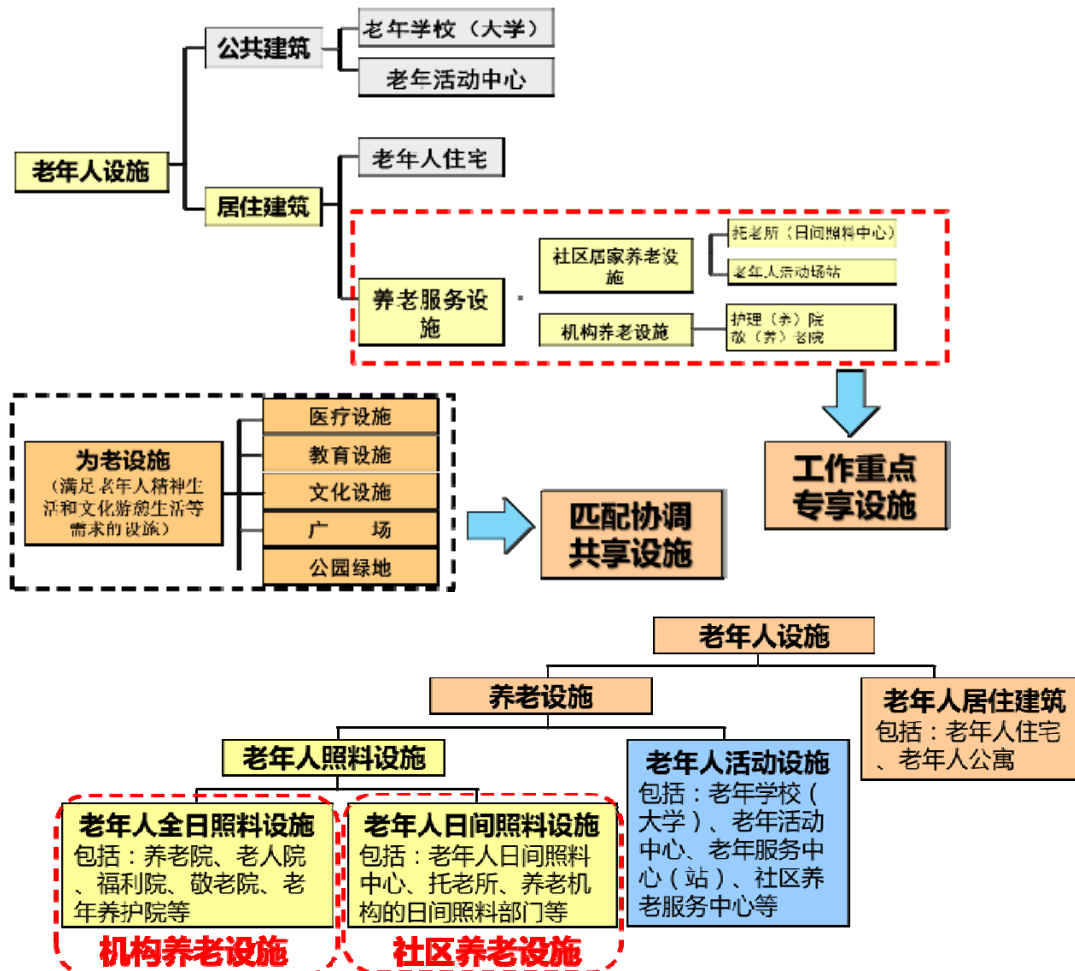 公共建筑
老年学校（大学）
老年活动中心
老年人设施
老年人住宅
居住建筑
养老服务设
施
社区居家养老设
施
托老所（日间照料中心）
老年人活动场站
机构养老设施
护理（养）院
敬（养）老院
为老设施
（满足老年人精神生
活和文化游憩生活等
需求的设施）
医疗设施
教育设施
文化设施
广 场
公园绿地
匹配协调
共享设施
工作重点
专享设施
老年人设施
养老设施
老年人居住建筑
包括：老年人住宅
、老年人公寓
老年人照料设施
老年人活动设施
包括：老年学校（
大学）、老年活动
中心、老年服务中
心（站）、社区养
老服务中心等
老年人全日照料设施
包括：养老院、老人院
、福利院、敬老院、老
年养护院等
机构养老设施
老年人日间照料设施
包括：老年人日间照料
中心、托老所、养老机
构的日间照料部门等
社区养老设施